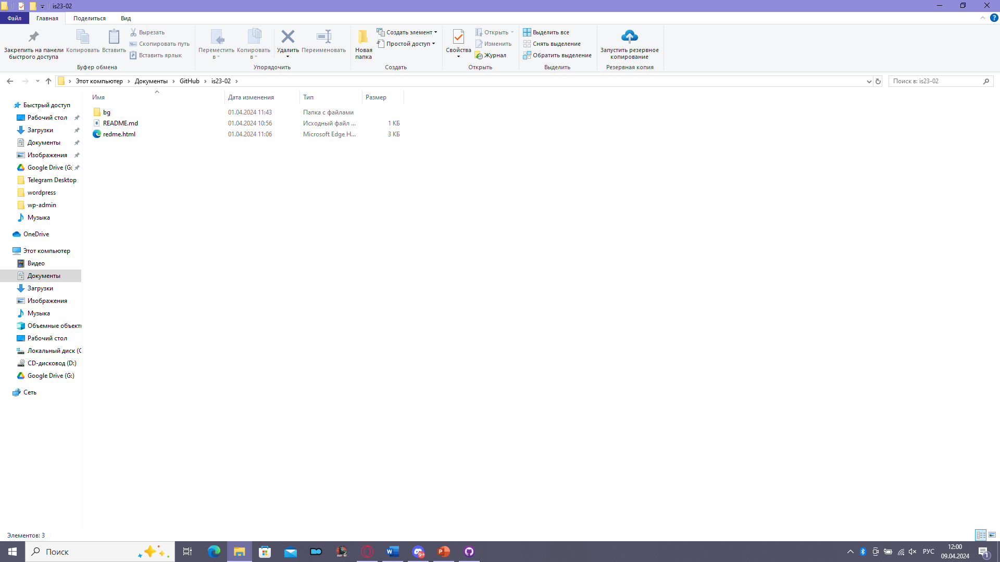 is23-02
Файл
Главная
Поделиться
Вид
Закрепить на панели
быстрого доступа
Копировать
Вставить
Вырезать
Скопировать путь
Вставить ярлык
Буфер обмена
Переместить
в
Копировать
в
Удалить
Переименовать
Упорядочить
Новая
папка
Создать элемент
Простой доступ
Создать
Свойства
Открыть
Изменить
Журнал
Открыть
Выделить все
Снять выделение
Обратить выделение
Выделить
Запустить резервное
копирование
Резервная копия
Этот компьютер
Документы
GitHub
is23-02
Поиск в: is23-02
Имя
Дата изменения
Тип
Размер
bg 01.04.2024 11:43 Папка с файлами
README.md 01.04.2024 10:56 Исходный файл ... 1 КБ
redme.html 01.04.2024 11:06 Microsoft Edge H... 3 КБ
Быстрый доступ
Рабочий стол
Загрузки
Документы
Изображения
Google Drive (G:
Telegram Desktop
wordpress
wp-admin
Музыка
OneDrive
Этот компьютер
Видео
Документы
Загрузки
Изображения
Музыка
Объемные объекты
Рабочий стол
Локальный диск (C
CD-дисковод (D:)
Google Drive (G:)
Сеть
Элементов: 3
Поиск
9+
РУС
12:00
09.04.2024
1